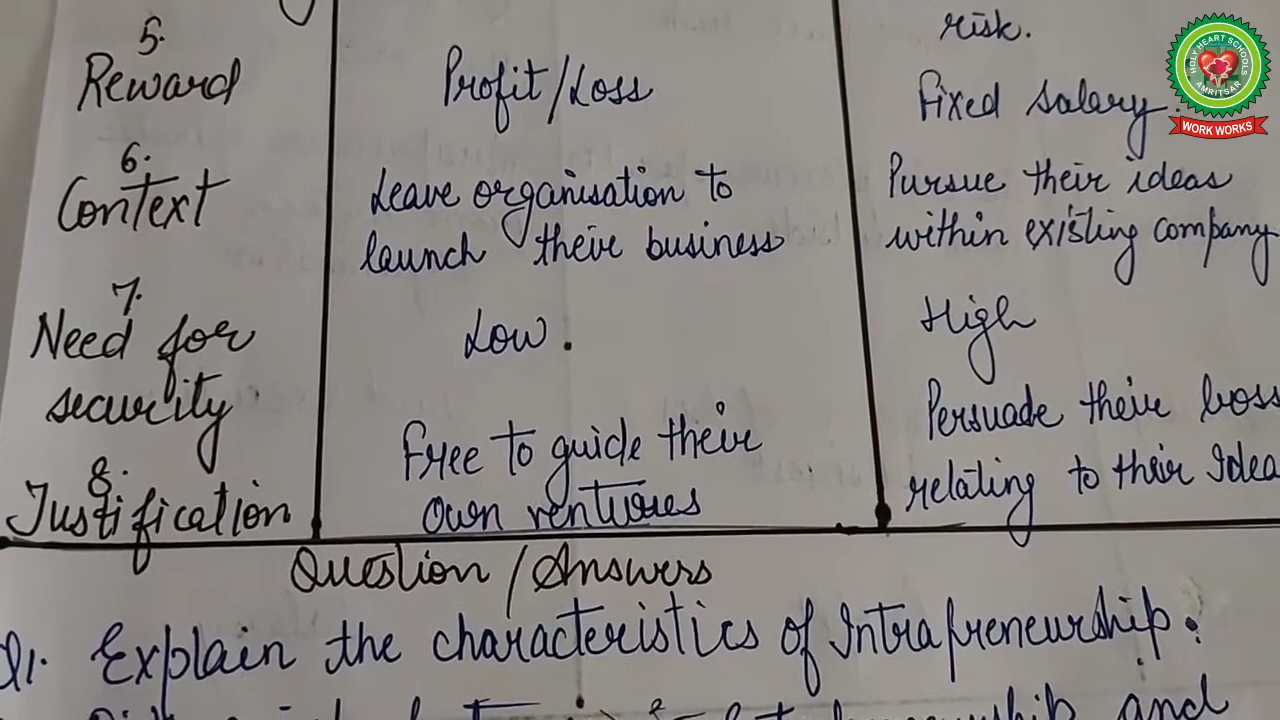 risk.
5.
Reward
Profit/Loss
Fixed salary.
6.
Context
Leave organisation to
launch their business
Pursue their ideas
within existing company
7.
Need for
security
Low.
High
8.
Justification
Free to guide their
own ventures
Persuade their boss
relating to their Idea
Question/Answers
Q1. Explain the characteristics of Intrapreneurship.
and
HOLY HEART SCHOOLS
AMRITSAR
WORK WORKS